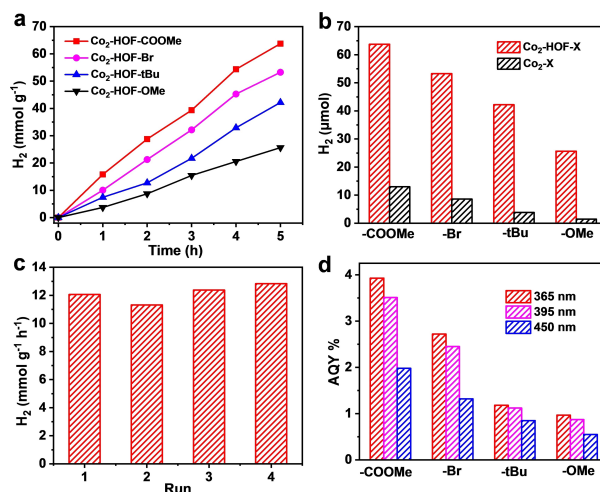 a
H₂ (mmol g⁻¹)
70
60
50
40
30
20
10
0
Co₂-HOF-COOMe
Co₂-HOF-Br
Co₂-HOF-tBu
Co₂-HOF-OMe
0 1 2 3 4 5
Time (h)
b
H₂ (μmol)
70
60
50
40
30
20
10
0
Co₂-HOF-X
Co₂-X
-COOMe -Br -tBu -OMe
c
H₂ (mmol g⁻¹ h⁻¹)
14
12
10
8
6
4
2
0
1 2 3 4
Run
d
AQY %
4
3
2
1
0
365 nm
395 nm
450 nm
-COOMe -Br -tBu -OMe